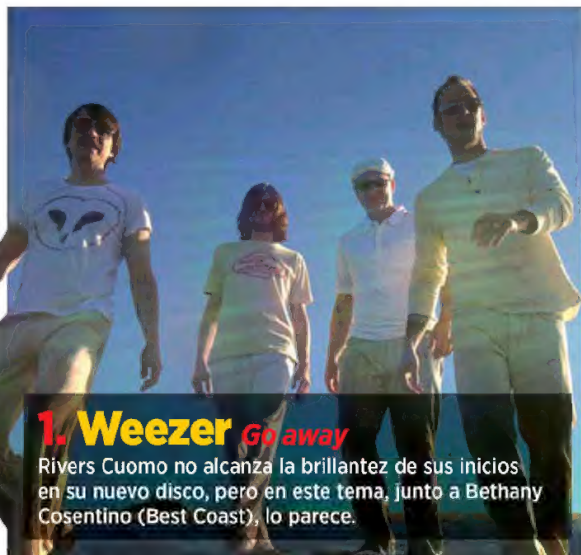 1. Weezer Go away
Rivers Cuomo no alcanza la brillantez de sus inicios
en su nuevo disco, pero en este tema, junto a Bethany
Cosentino (Best Coast), lo parece.